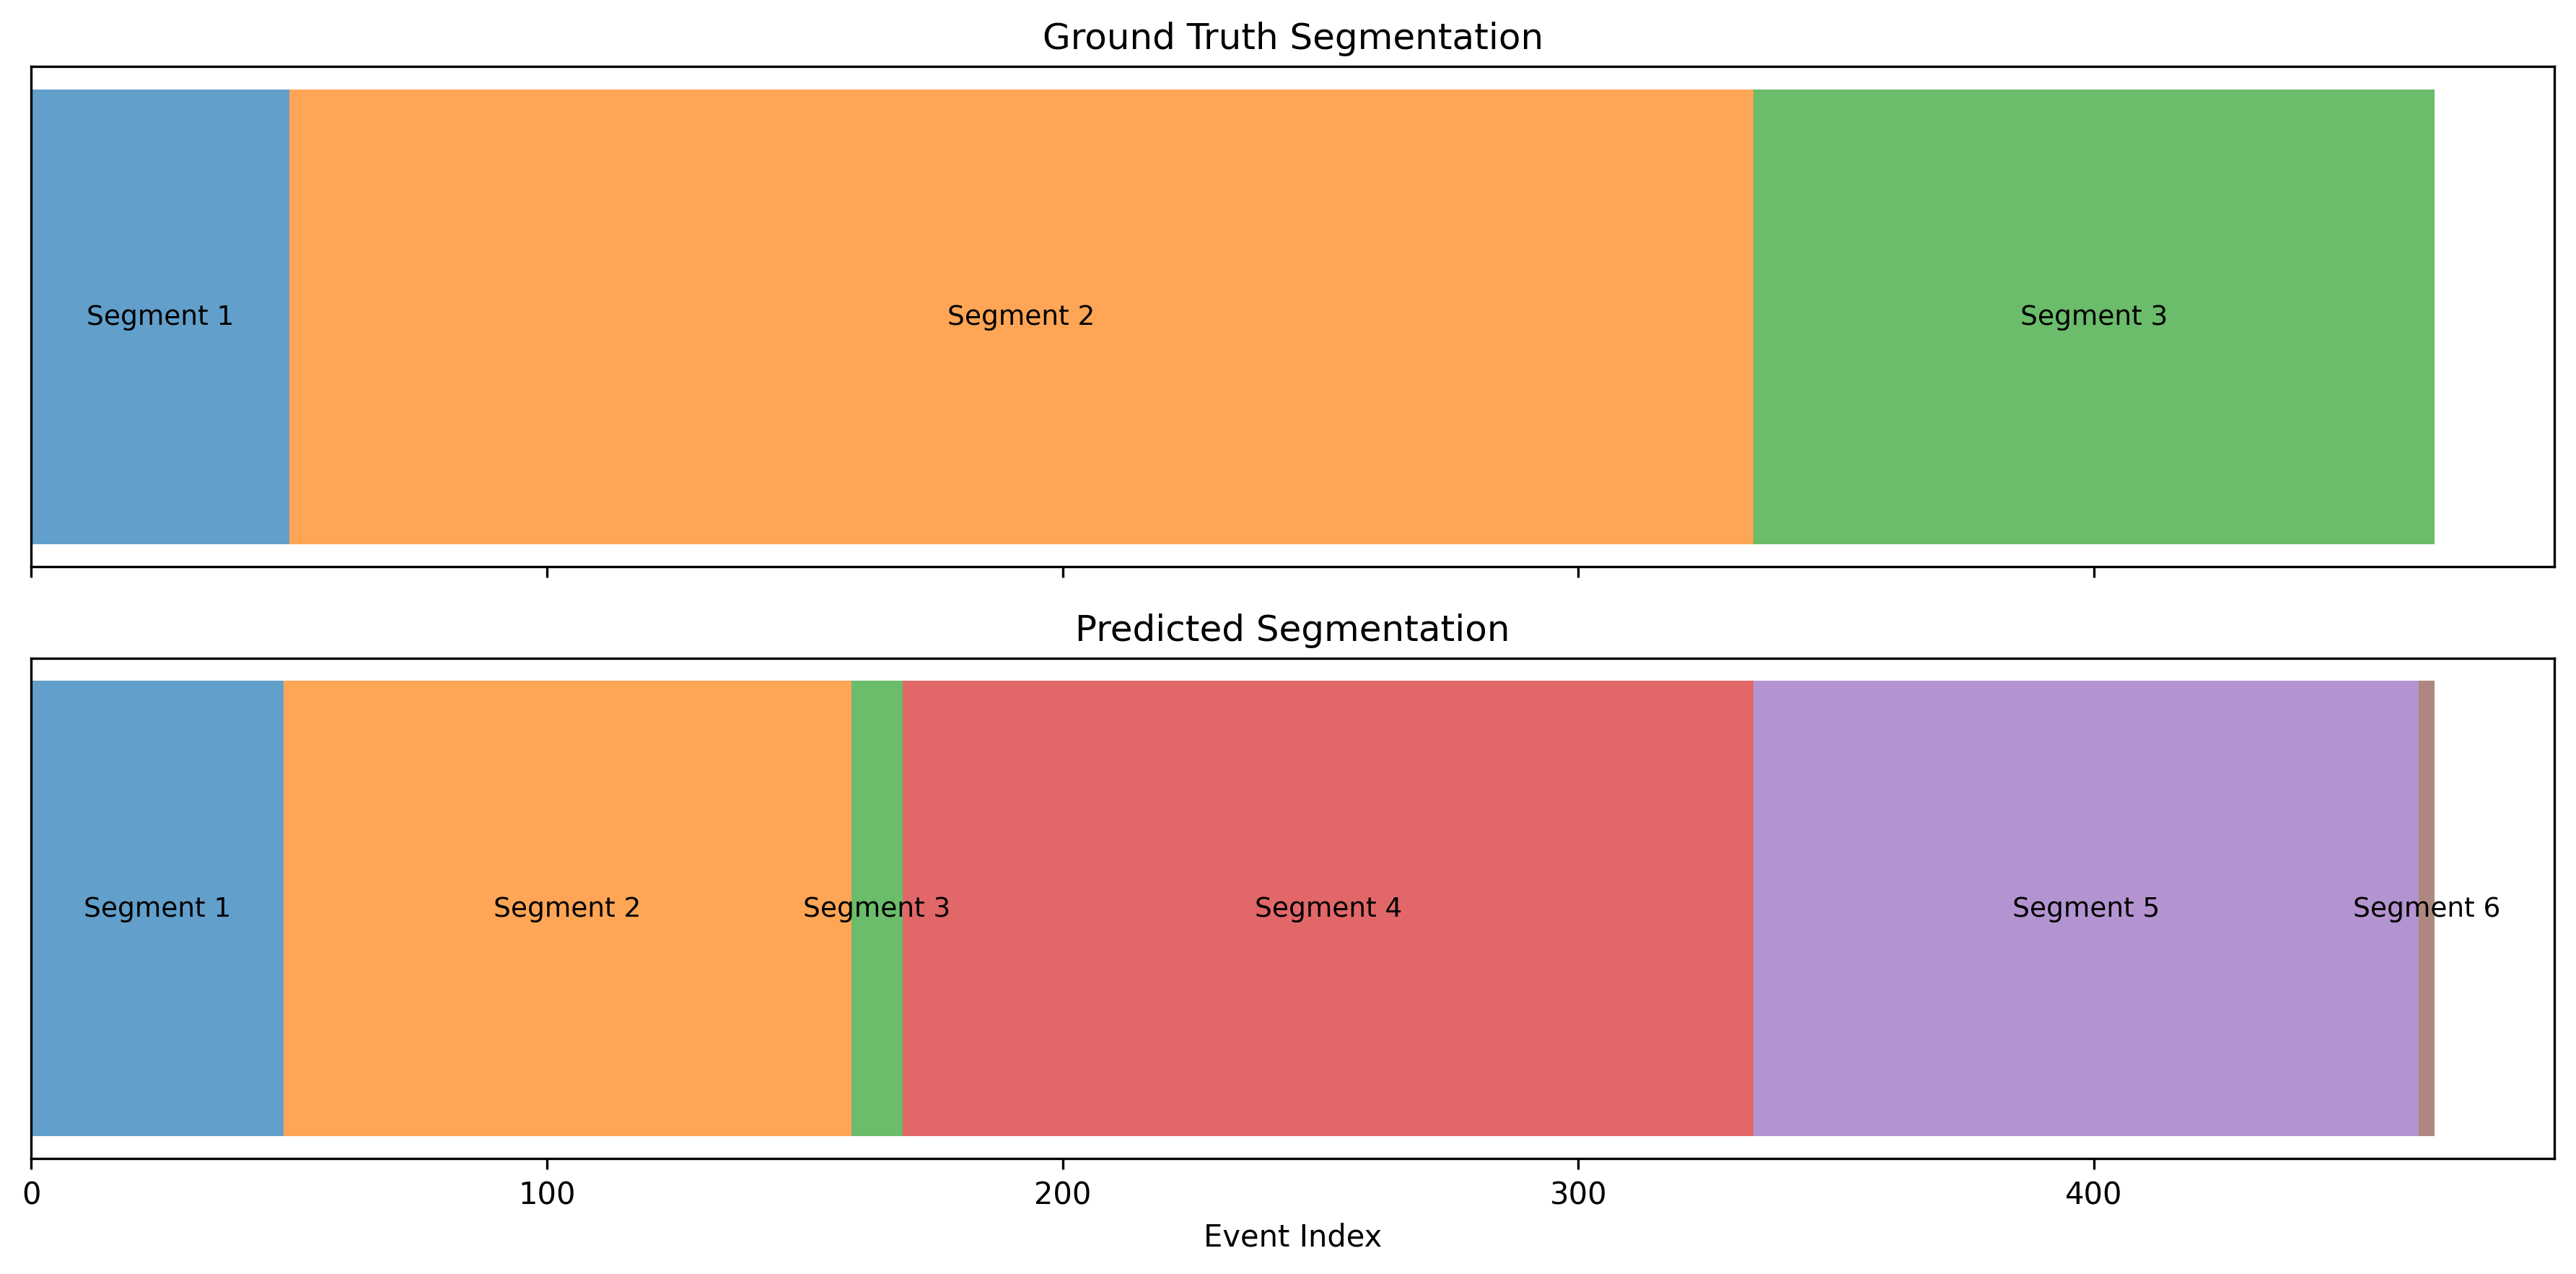 Ground Truth Segmentation
Segment 1
Segment 2
Segment 3
Predicted Segmentation
Segment 1
Segment 2
Segment 3
Segment 4
Segment 5
Segment 6
0
100
200
300
400
Event Index